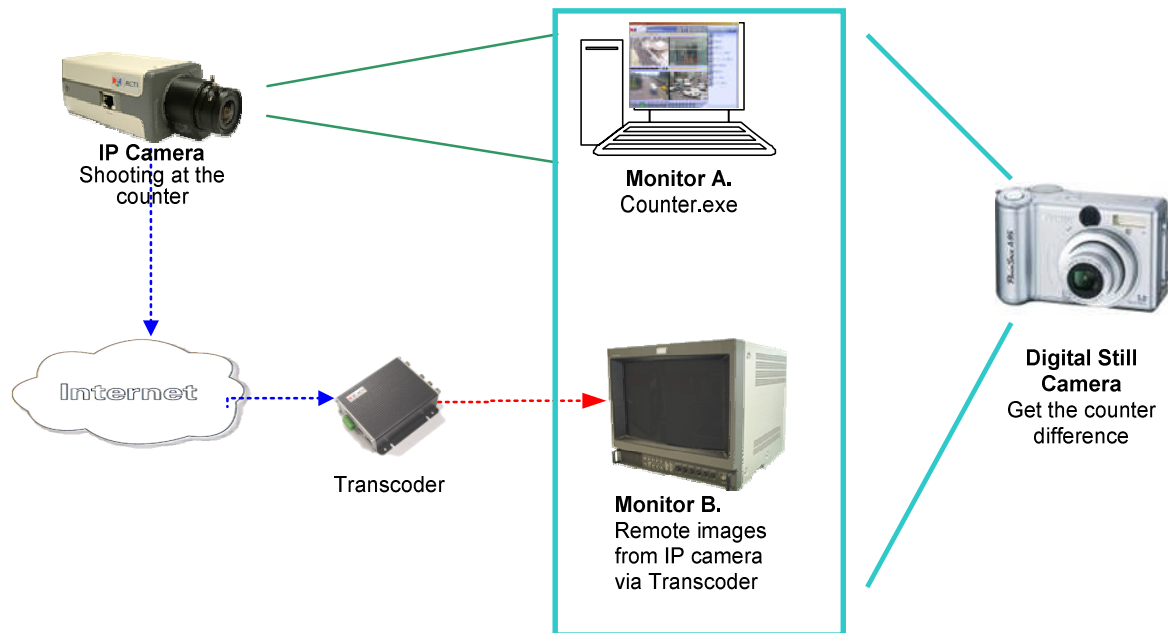 IP Camera
Shooting at the
counter
Monitor A.
Counter.exe
Internet
Transcoder
Monitor B.
Remote images
from IP camera
via Transcoder
Digital Still
Camera
Get the counter
difference